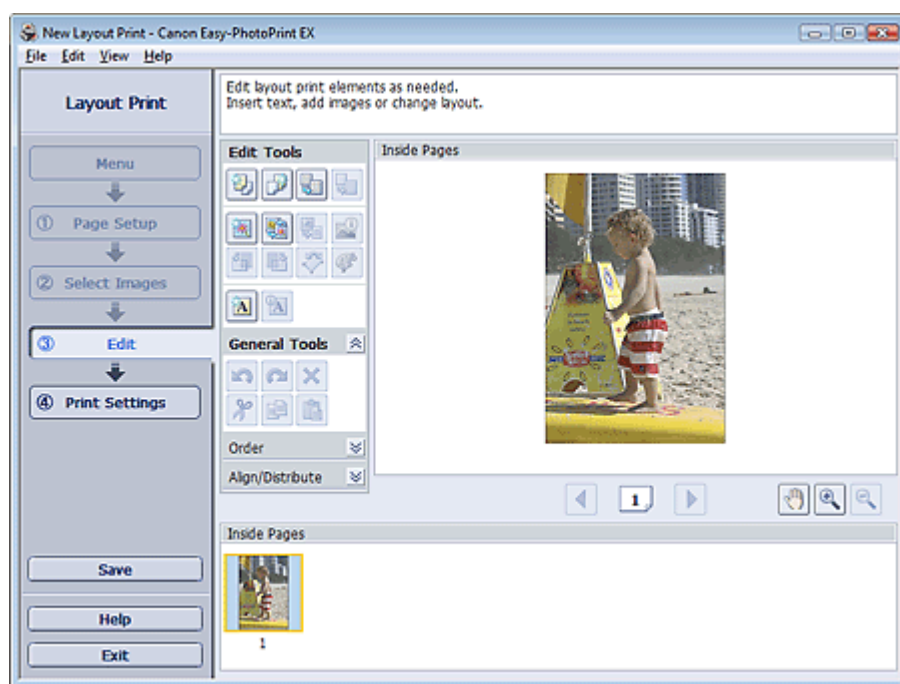 New Layout Print - Canon Easy-PhotoPrint EX
File Edit View Help
Layout Print
Edit layout print elements as needed.
Insert text, add images or change layout.
Menu
① Page Setup
② Select Images
③ Edit
④ Print Settings
Save
Help
Exit
Edit Tools
A A
General Tools
Order
Align/Distribute
Inside Pages
1
Inside Pages
1